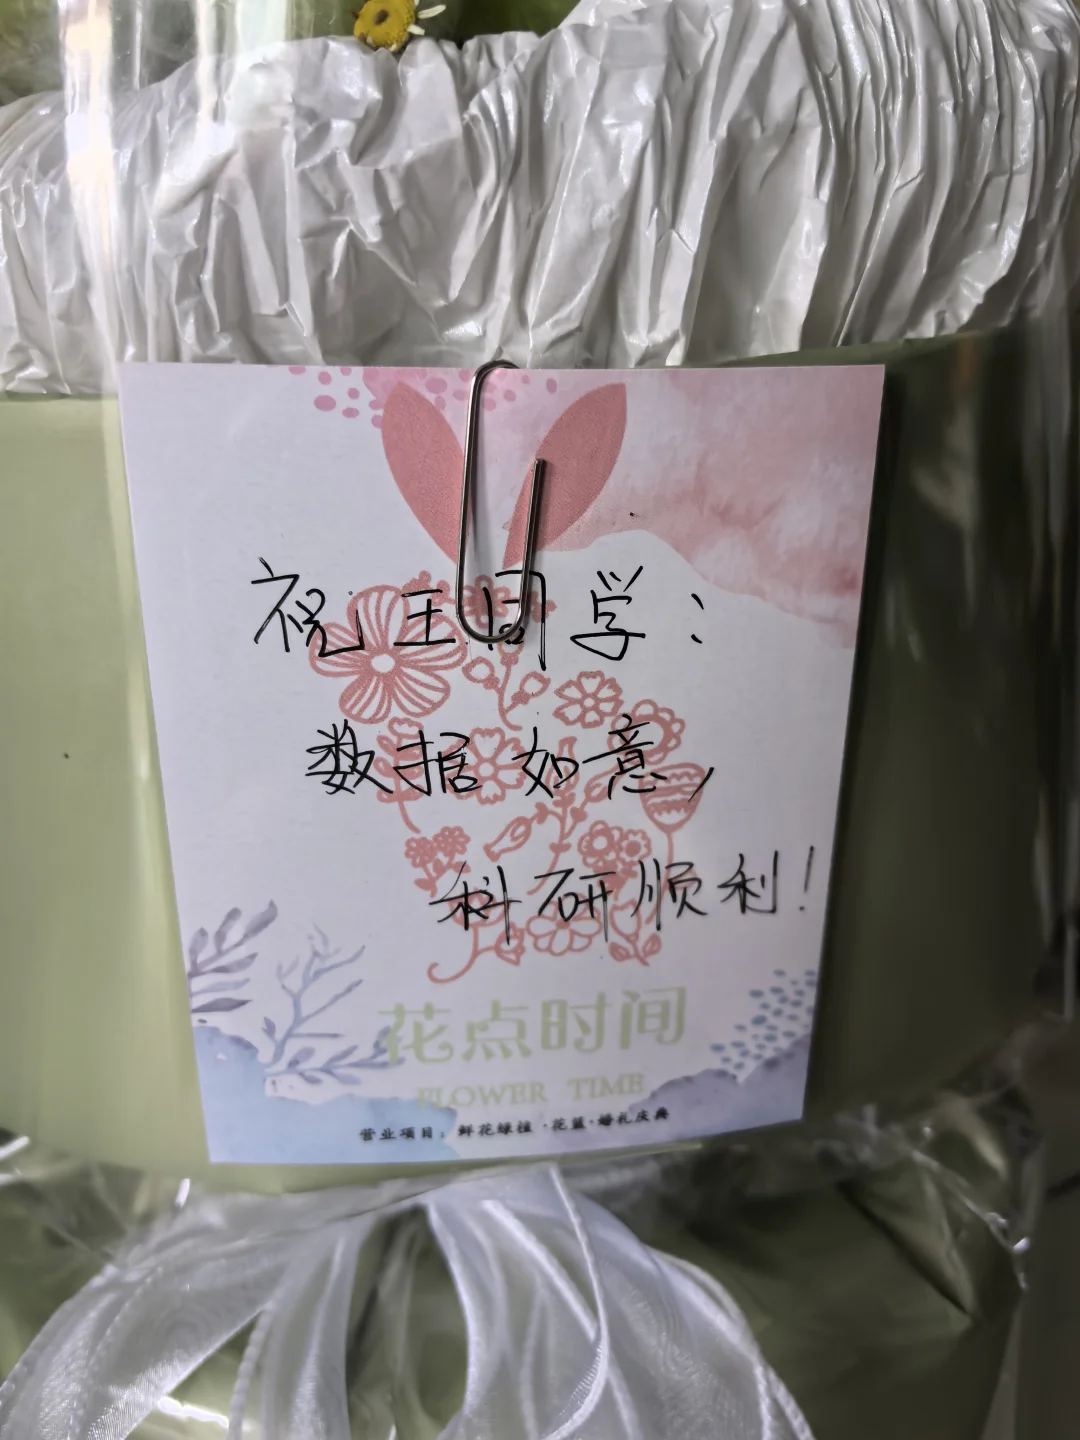 祝王同学：
数据如意，
科研顺利！
花点时间
FLOWER TIME
营业项目：鲜花绿植·花篮·婚礼庆典